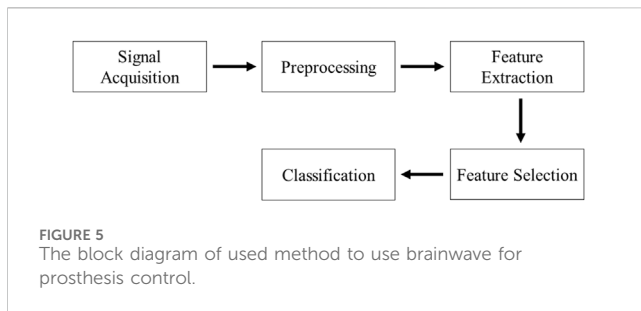 Signal
Acquisition
Preprocessing
Feature
Extraction
Classification
Feature Selection
FIGURE 5
The block diagram of used method to use brainwave for
prosthesis control.